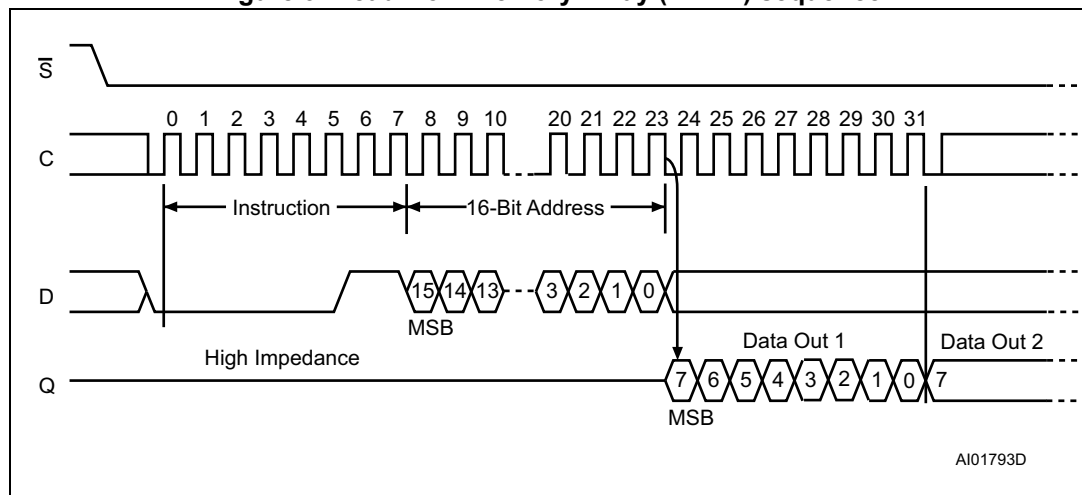 S
0 1 2 3 4 5 6 7 8 9 10 20 21 22 23 24 25 26 27 28 29 30 31
C
Instruction 16-Bit Address
D
15 14 13 3 2 1 0
MSB
High Impedance Data Out 1 Data Out 2
Q
7 6 5 4 3 2 1 0 7
MSB
AI01793D